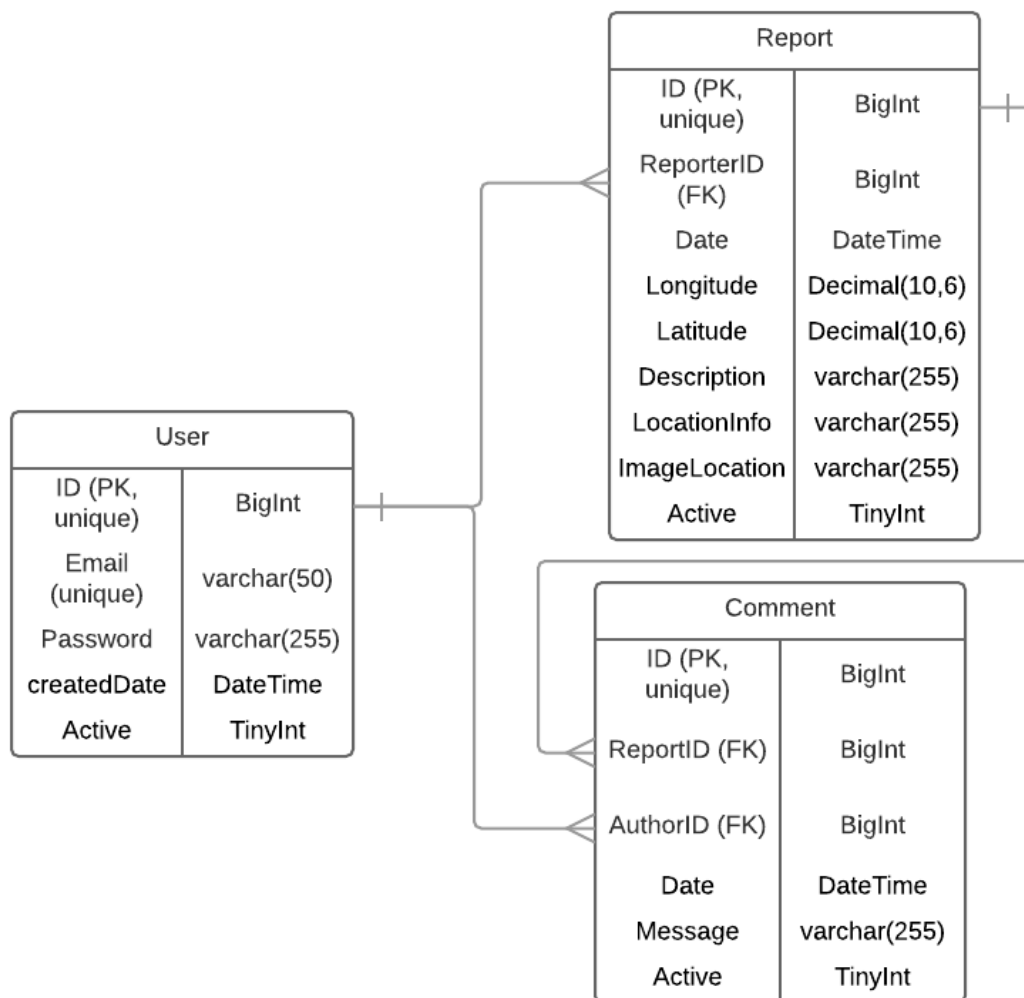 Report
ID (PK,
unique)
BigInt
ReporterID
(FK)
BigInt
Date
DateTime
Longitude
Decimal(10,6)
Latitude
Decimal(10,6)
Description
varchar(255)
LocationInfo
varchar(255)
ImageLocation
varchar(255)
Active
TinyInt
User
ID (PK,
unique)
BigInt
Email
(unique)
varchar(50)
Password
varchar(255)
createdDate
DateTime
Active
TinyInt
Comment
ID (PK,
unique)
BigInt
ReportID (FK)
BigInt
AuthorID (FK)
BigInt
Date
DateTime
Message
varchar(255)
Active
TinyInt